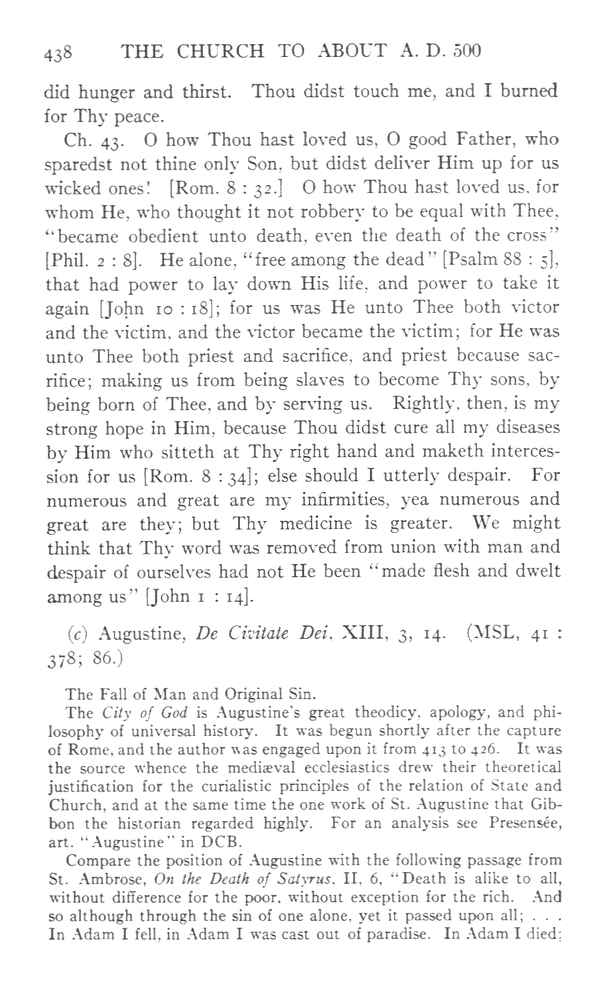 438 THE CHURCH TO ABOUT A. D. 500
did hunger and thirst. Thou didst touch me, and I burned
for Thy peace.
Ch. 43. O how Thou hast loved us, O good Father, who
sparedst not thine only Son, but didst deliver Him up for us
wicked ones! [Rom. 8 : 32.] O how Thou hast loved us, for
whom He, who thought it not robbery to be equal with Thee,
“became obedient unto death, even the death of the cross”
[Phil. 2 : 8]. He alone, “free among the dead” [Psalm 88 : 5],
that had power to lay down His life, and power to take it
again [John 10 : 18]; for us was He unto Thee both victor
and the victim, and the victor became the victim; for He was
unto Thee both priest and sacrifice, and priest because sac-
rifice; making us from being slaves to become Thy sons, by
being born of Thee, and by serving us. Rightly, then, is my
strong hope in Him, because Thou didst cure all my diseases
by Him who sitteth at Thy right hand and maketh interces-
sion for us [Rom. 8 : 34]; else should I utterly despair. For
numerous and great are my infirmities, yea numerous and
great are they; but Thy medicine is greater. We might
think that Thy word was removed from union with man and
despair of ourselves had not He been “made flesh and dwelt
among us” [John 1 : 14].
(c) Augustine, De Civitate Dei, XIII, 3, 14. (MSL, 41 :
378; 86.)
The Fall of Man and Original Sin.
The City of God is Augustine's great theodicy, apology, and phi-
losophy of universal history. It was begun shortly after the capture
of Rome, and the author was engaged upon it from 413 to 426. It was
the source whence the mediæval ecclesiastics drew their theoretical
justification for the curialistic principles of the relation of State and
Church, and at the same time the one work of St. Augustine that Gib-
bon the historian regarded highly. For an analysis see Presensée,
art. “Augustine” in DCB.
Compare the position of Augustine with the following passage from
St. Ambrose, On the Death of Satyrus, II, 6, “Death is alike to all,
without difference for the poor, without exception for the rich. And
so although through the sin of one alone, yet it passed upon all; . . .
In Adam I fell, in Adam I was cast out of paradise. In Adam I died;